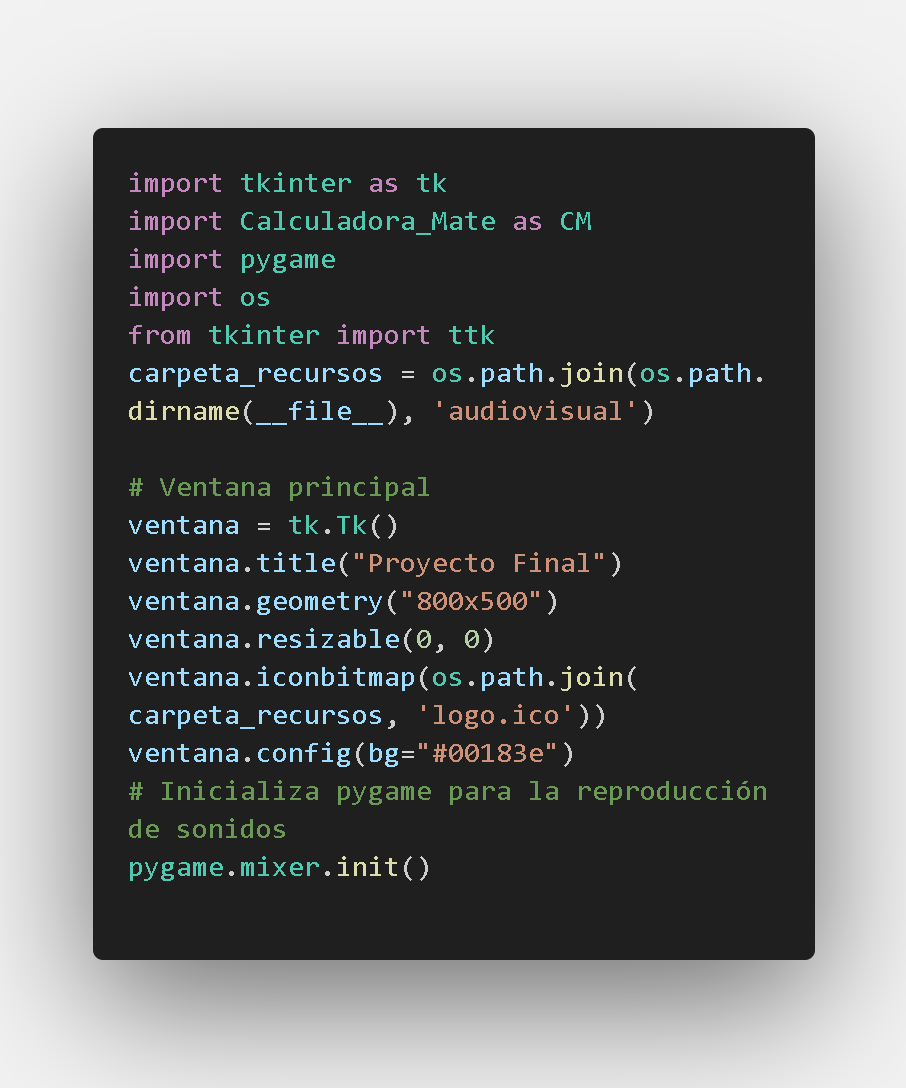 import tkinter as tk
import Calculadora_Mate as CM
import pygame
import os
from tkinter import ttk
carpeta_recursos = os.path.join(os.path.
dirname(__file__), 'audiovisual')

# Ventana principal
ventana = tk.Tk()
ventana.title("Proyecto Final")
ventana.geometry("800x500")
ventana.resizable(0, 0)
ventana.iconbitmap(os.path.join(
carpeta_recursos, 'logo.ico'))
ventana.config(bg="#00183e")
# Inicializa pygame para la reproducción
de sonidos
pygame.mixer.init()